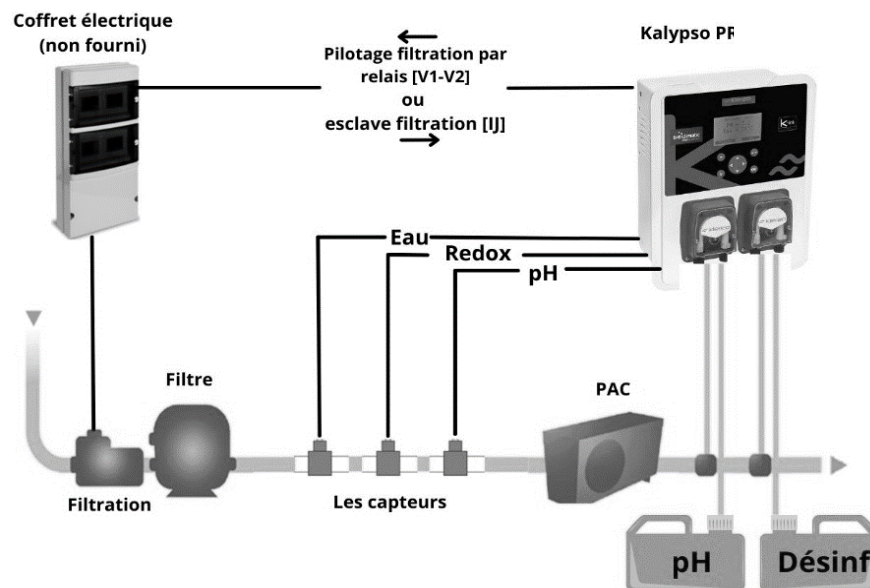 Coffret électrique
(non fourni)
Pilotage filtration par
relais [V1-V2]
ou
esclave filtration [IJ]
Kalypso PR
Eau
Redox
pH
Filtre
PAC
Filtration
Les capteurs
pH
Désinf